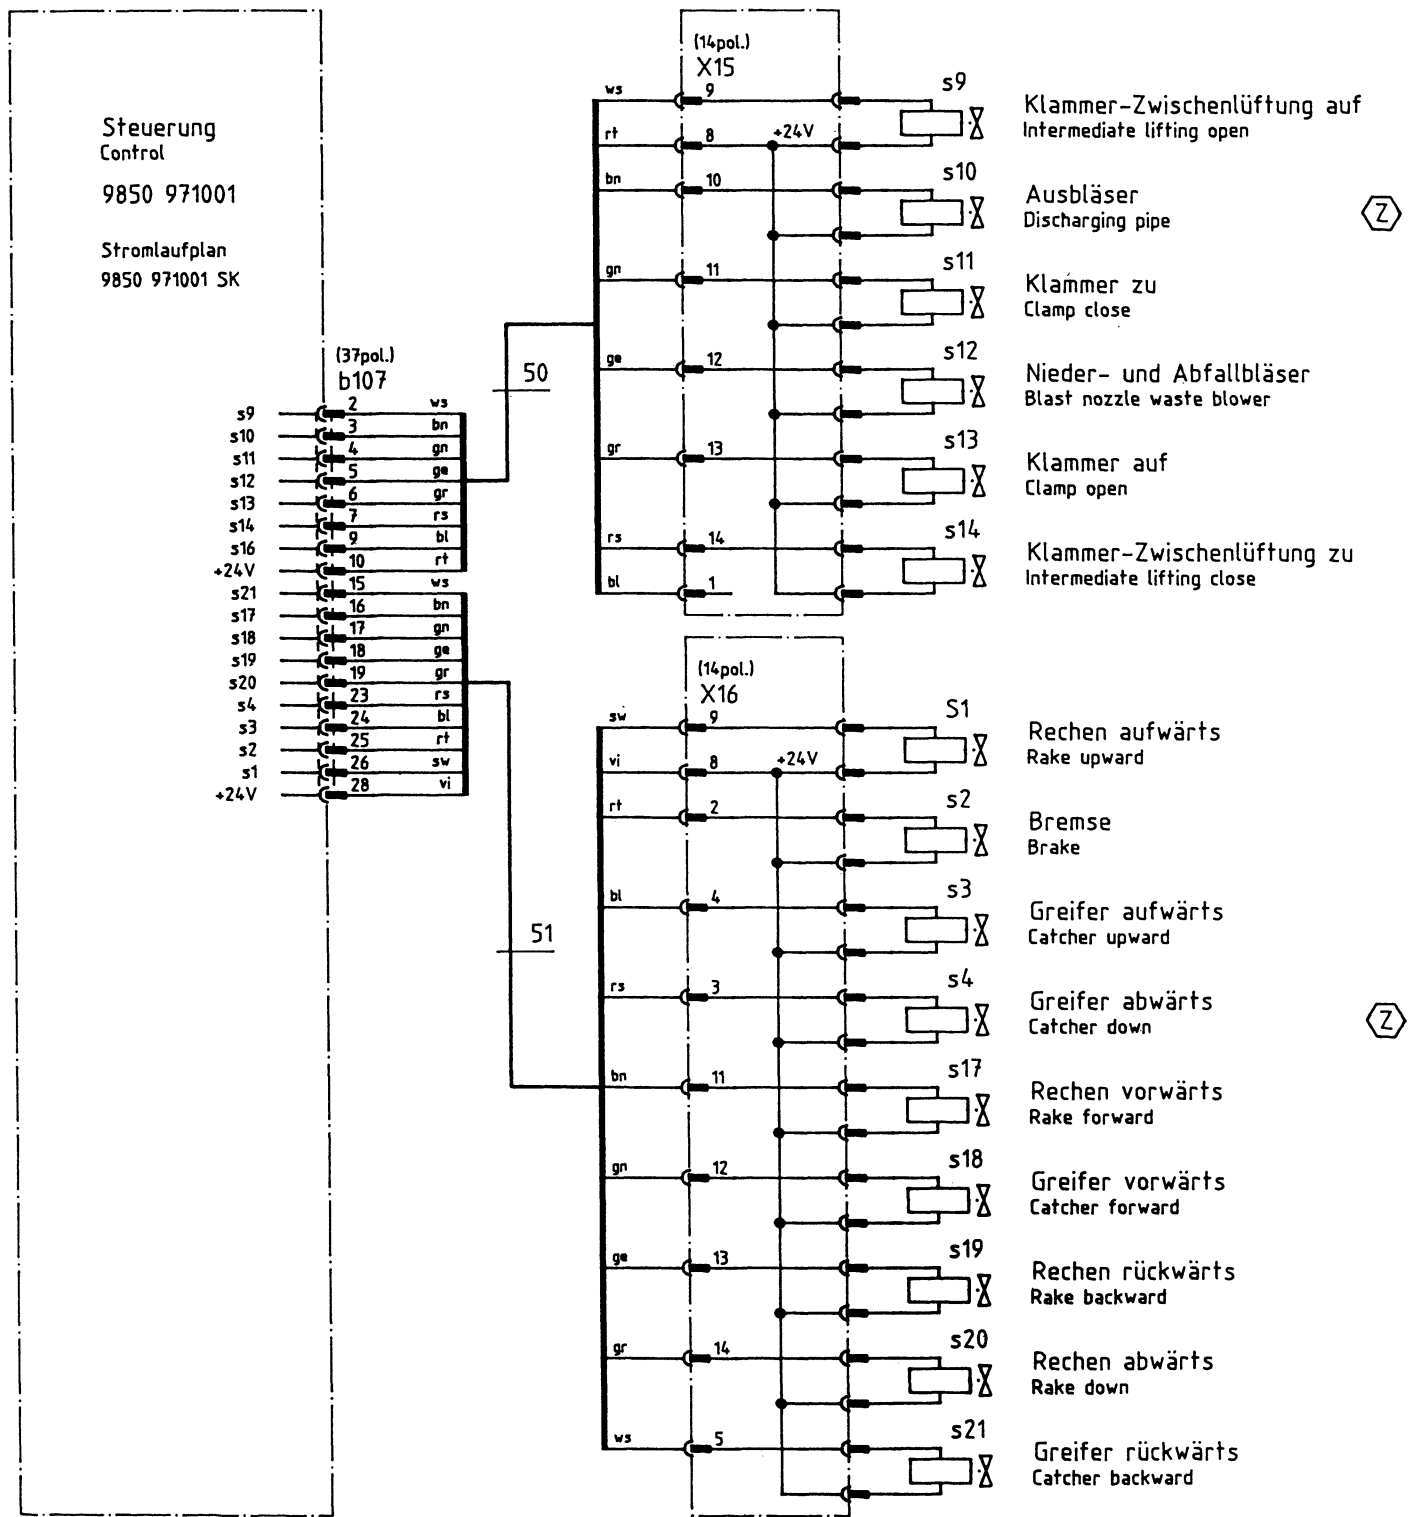 Steuerung
Control
9850 971001
Stromlaufplan
9850 971001 SK
(37pol.)
b107
s9 2 ws
s10 3 bn
s11 4 gn
s12 5 ge
s13 6 gr
s14 7 rs
s16 9 bl
+24V 10 rt
s21 15 ws
s17 16 bn
s18 17 gn
s19 18 ge
s20 19 gr
s4 23 rs
s3 24 bl
s2 25 rt
s1 26 sw
+24V 28 vi
50
51
(14pol.)
X15
ws 9 s9
Klammer-Zwischenlüftung auf
Intermediate lifting open
rt 8 +24V
bn 10 s10
Ausbläser
Discharging pipe
Z
gn 11 s11
Klammer zu
Clamp close
ge 12 s12
Nieder- und Abfallbläser
Blast nozzle waste blower
gr 13 s13
Klammer auf
Clamp open
rs 14 s14
Klammer-Zwischenlüftung zu
Intermediate lifting close
bl 1
(14pol.)
X16
sw 9 S1
Rechen aufwärts
Rake upward
vi 8 +24V
rt 2 s2
Bremse
Brake
bl 4 s3
Greifer aufwärts
Catcher upward
rs 3 s4
Greifer abwärts
Catcher down
Z
bn 11 s17
Rechen vorwärts
Rake forward
gn 12 s18
Greifer vorwärts
Catcher forward
ge 13 s19
Rechen rückwärts
Rake backward
gr 14 s20
Rechen abwärts
Rake down
ws 5 s21
Greifer rückwärts
Catcher backward